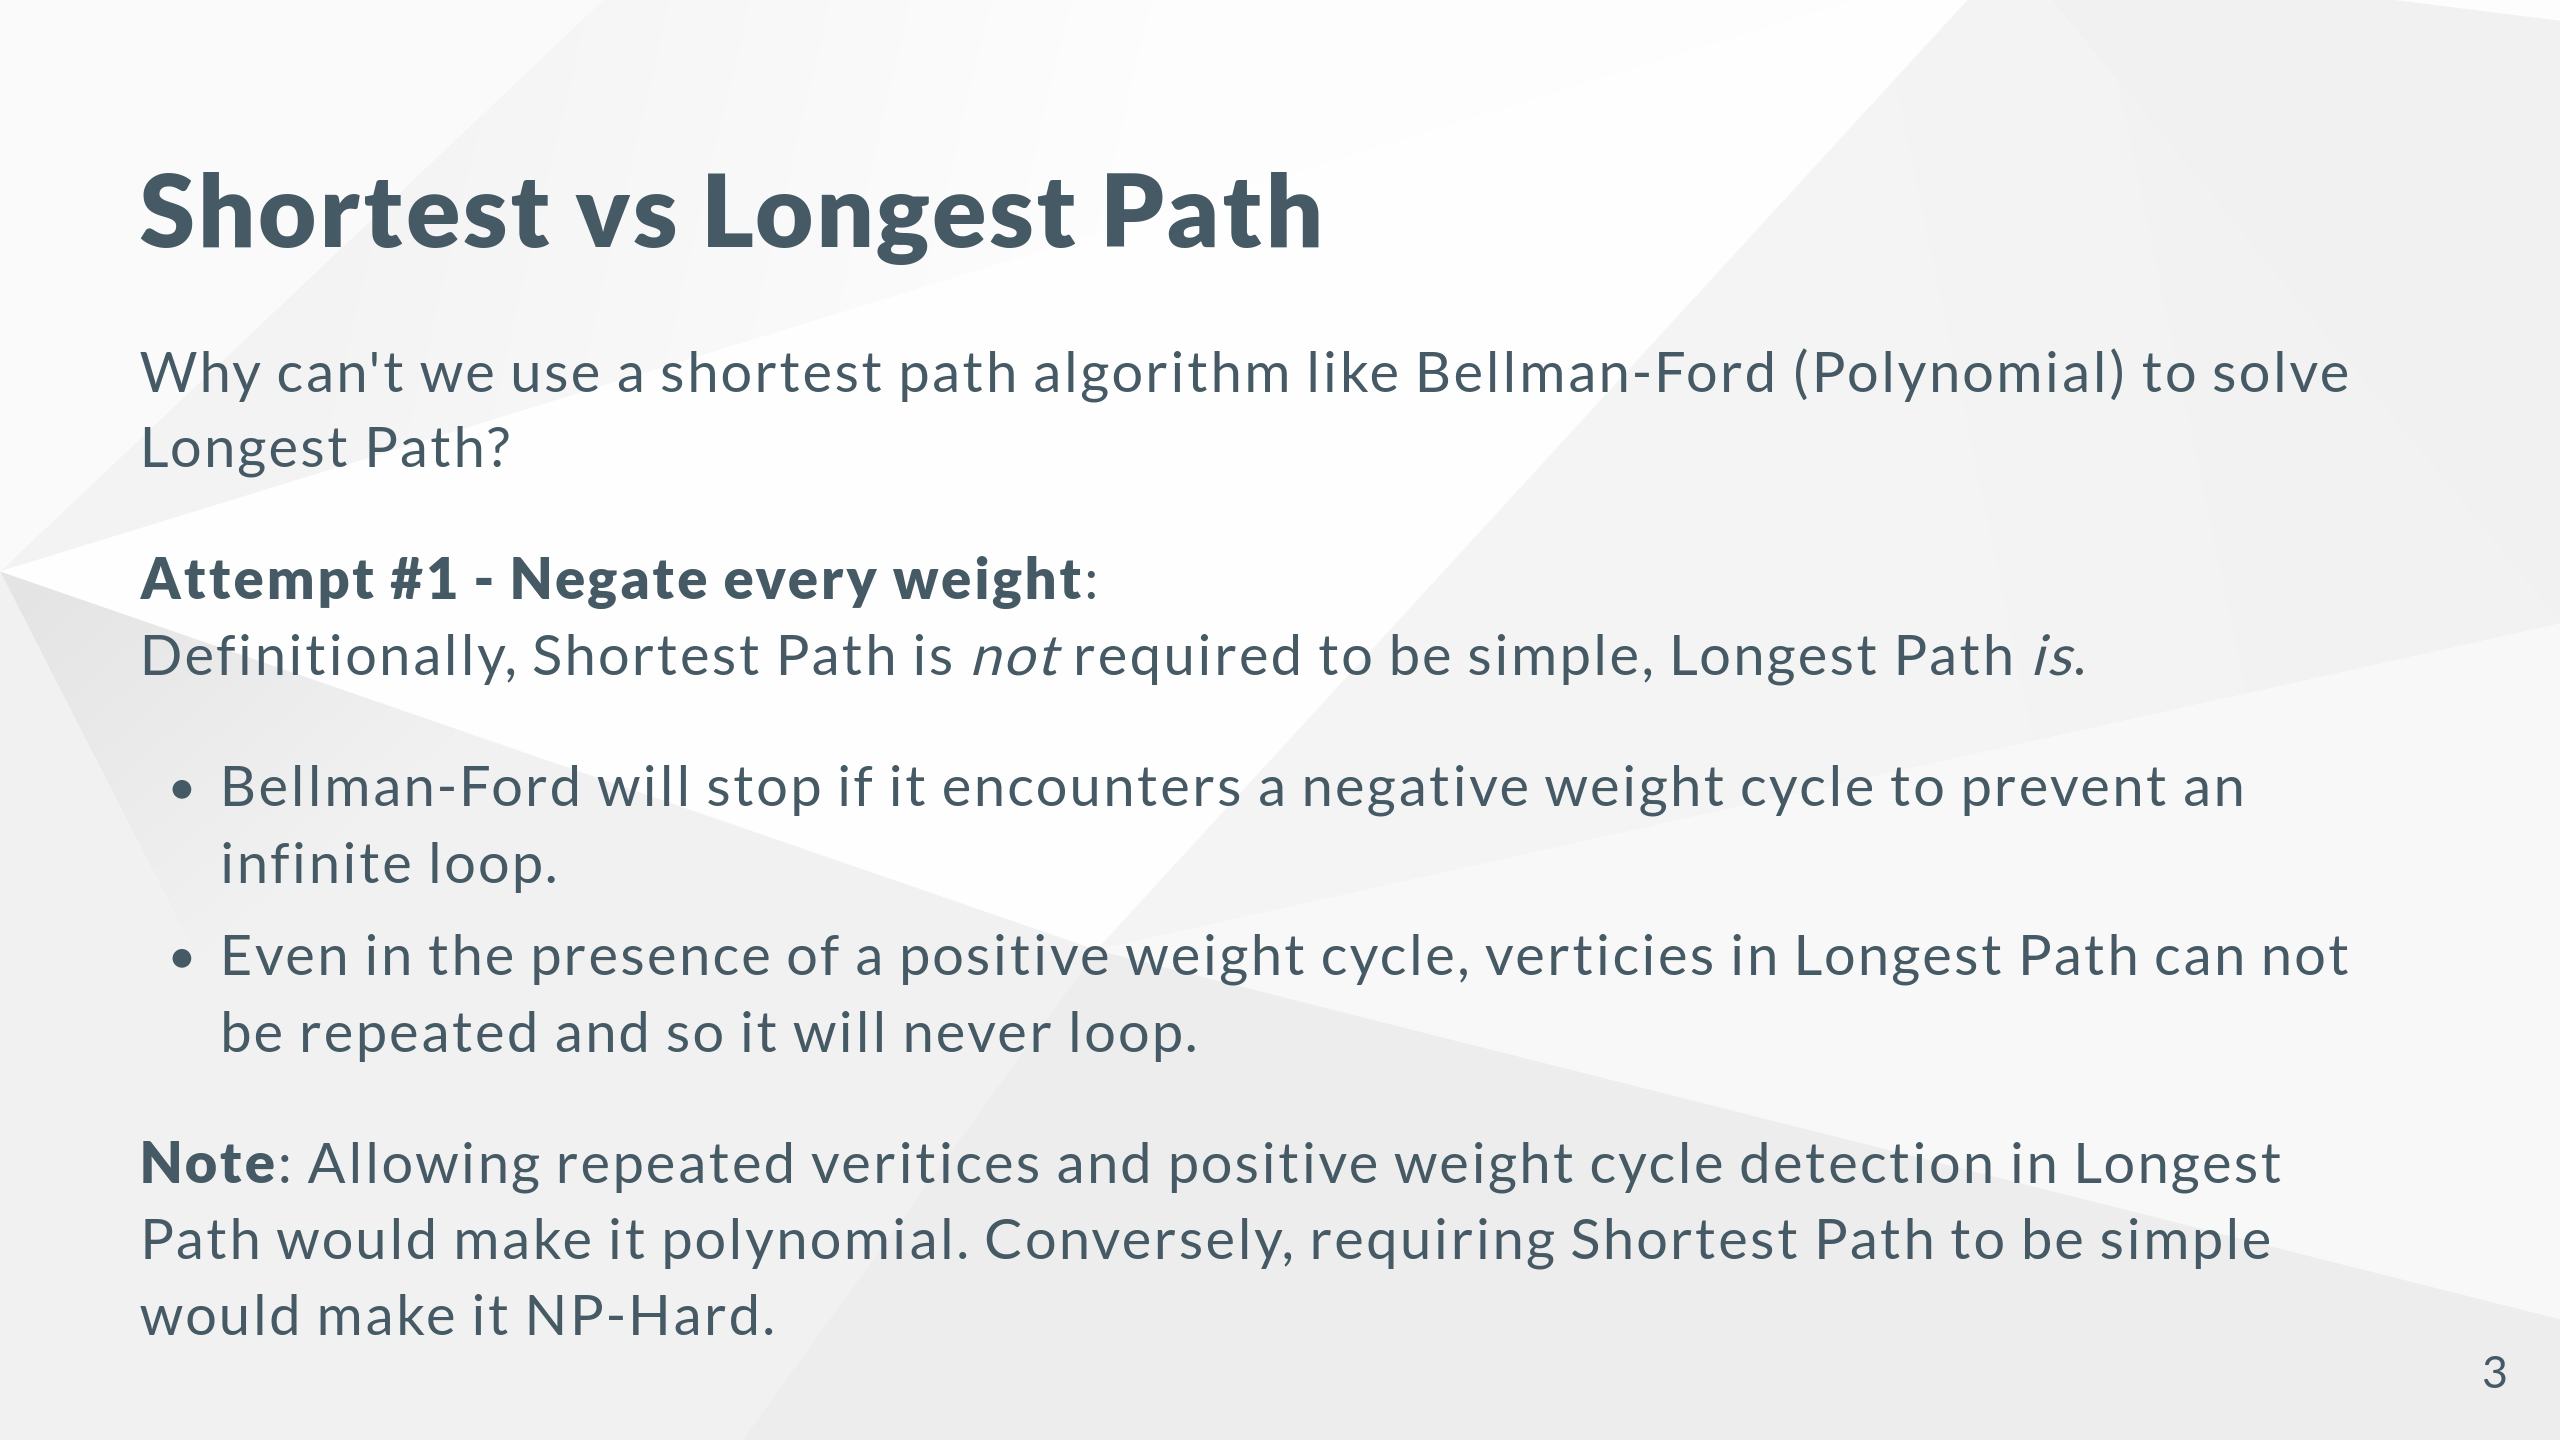 Shortest vs Longest Path
Why can't we use a shortest path algorithm like Bellman-Ford (Polynomial) to solve
Longest Path?
Attempt #1 - Negate every weight:
Definitionally, Shortest Path is not required to be simple, Longest Path is.
• Bellman-Ford will stop if it encounters a negative weight cycle to prevent an
infinite loop.
• Even in the presence of a positive weight cycle, verticies in Longest Path can not
be repeated and so it will never loop.
Note: Allowing repeated veritices and positive weight cycle detection in Longest
Path would make it polynomial. Conversely, requiring Shortest Path to be simple
would make it NP-Hard.
3